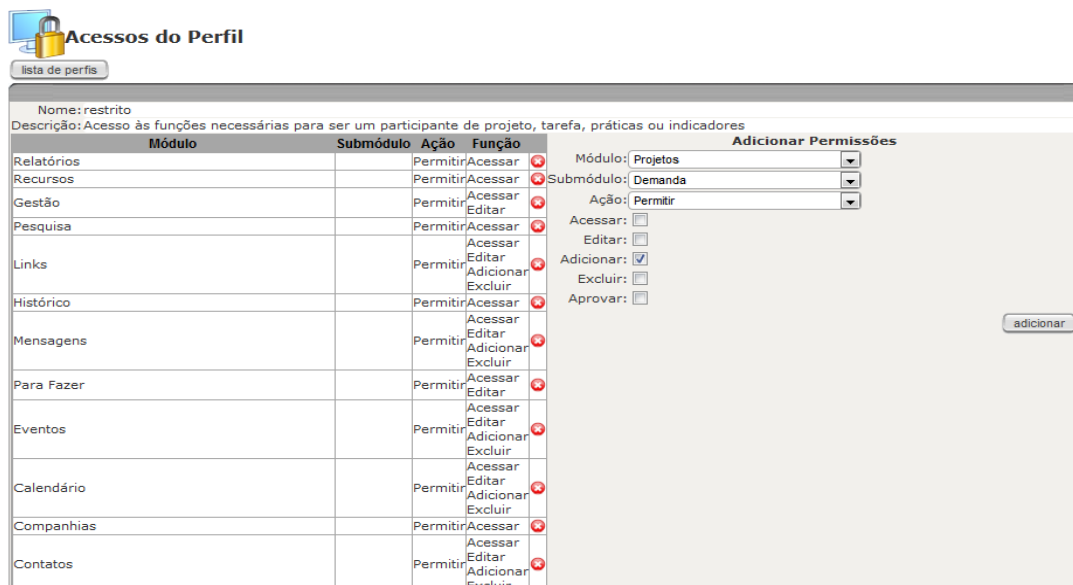 Acessos do Perfil
lista de perfis
Nome: restrito
Descrição: Acesso às funções necessárias para ser um participante de projeto, tarefa, práticas ou indicadores
Módulo Submódulo Ação Função
Relatórios Permitir Acessar
Recursos Permitir Acessar
Gestão Permitir Acessar
Editar
Pesquisa Permitir Acessar
Links Permitir Acessar
Editar
Adicionar
Excluir
Histórico Permitir Acessar
Mensagens Permitir Acessar
Editar
Adicionar
Excluir
Para Fazer Permitir Acessar
Editar
Eventos Permitir Acessar
Editar
Adicionar
Excluir
Calendário Permitir Acessar
Editar
Adicionar
Excluir
Companhias Permitir Acessar
Contatos Permitir Acessar
Editar
Adicionar
Excluir
Adicionar Permissões
Módulo: Projetos
Submódulo: Demanda
Ação: Permitir
Acessar:
Editar:
Adicionar:
Excluir:
Aprovar:
adicionar